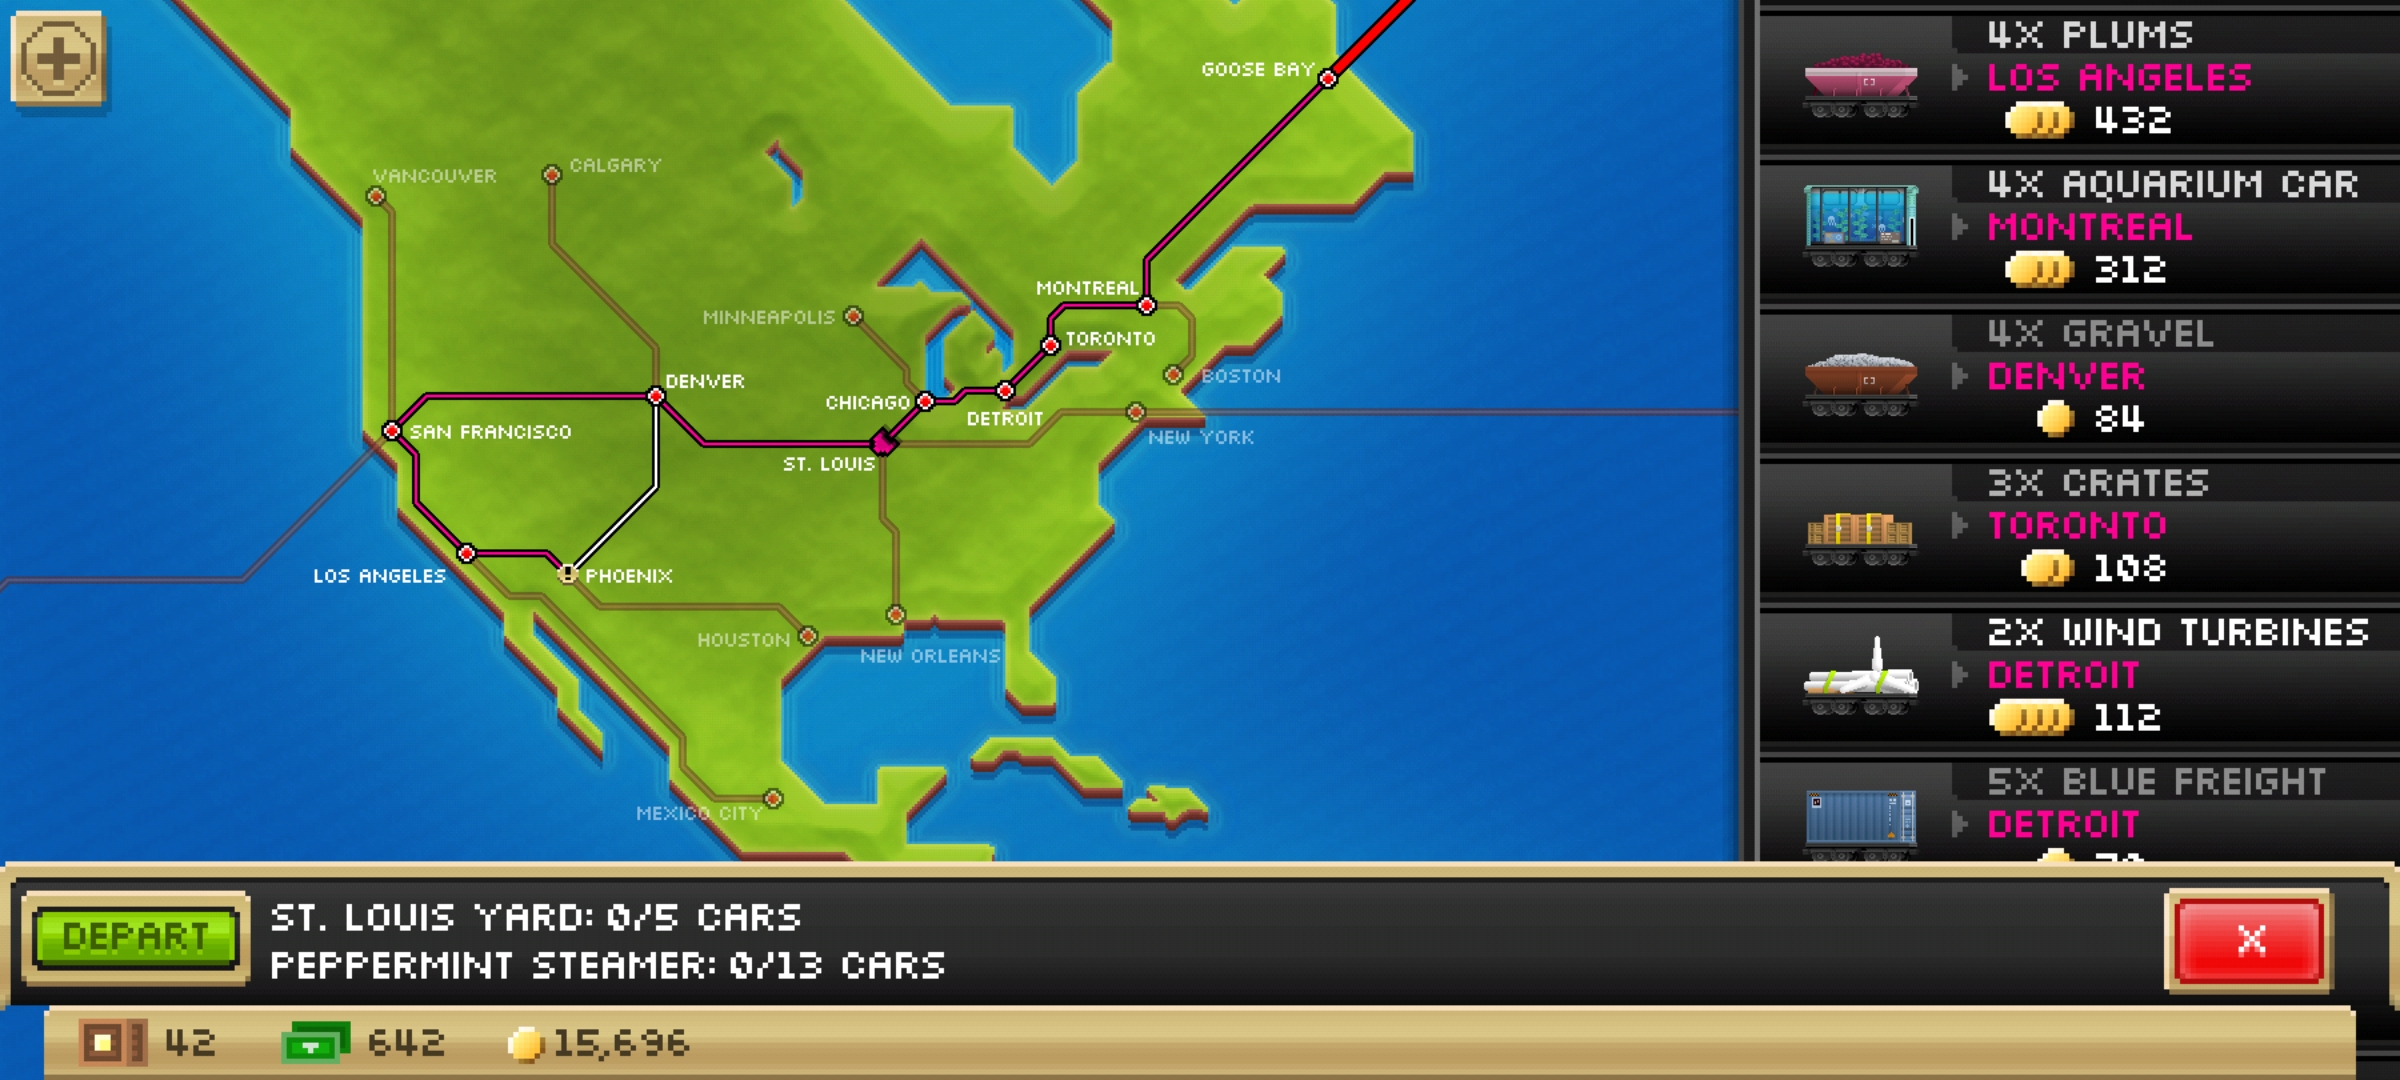 GOOSE BAY
VANCOUVER
CALGARY
MINNEAPOLIS
MONTREAL
TORONTO
BOSTON
DENVER
CHICAGO
DETROIT
NEW YORK
SAN FRANCISCO
ST. LOUIS
LOS ANGELES
PHOENIX
HOUSTON
NEW ORLEANS
MEXICO CITY
4X PLUMS
LOS ANGELES
432
4X AQUARIUM CAR
MONTREAL
312
4X GRAVEL
DENVER
84
3X CRATES
TORONTO
108
2X WIND TURBINES
DETROIT
112
5X BLUE FREIGHT
DETROIT
DEPART
ST. LOUIS YARD: 0/5 CARS
PEPPERMINT STEAMER: 0/13 CARS
X
42
642
15,696